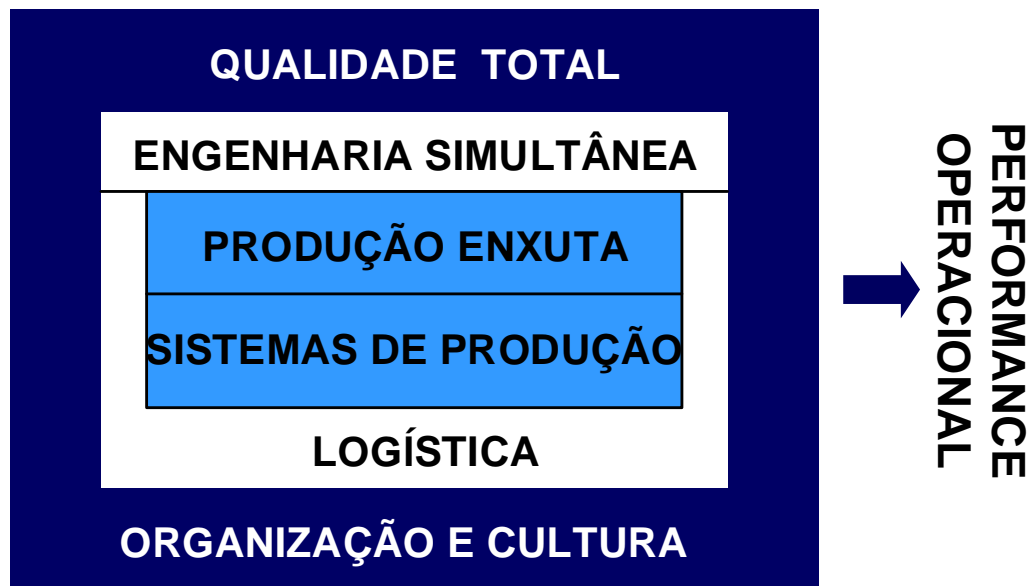 QUALIDADE TOTAL
ENGENHARIA SIMULTÂNEA
PRODUÇÃO ENXUTA
SISTEMAS DE PRODUÇÃO
LOGÍSTICA
ORGANIZAÇÃO E CULTURA
PERFORMANCE
OPERACIONAL